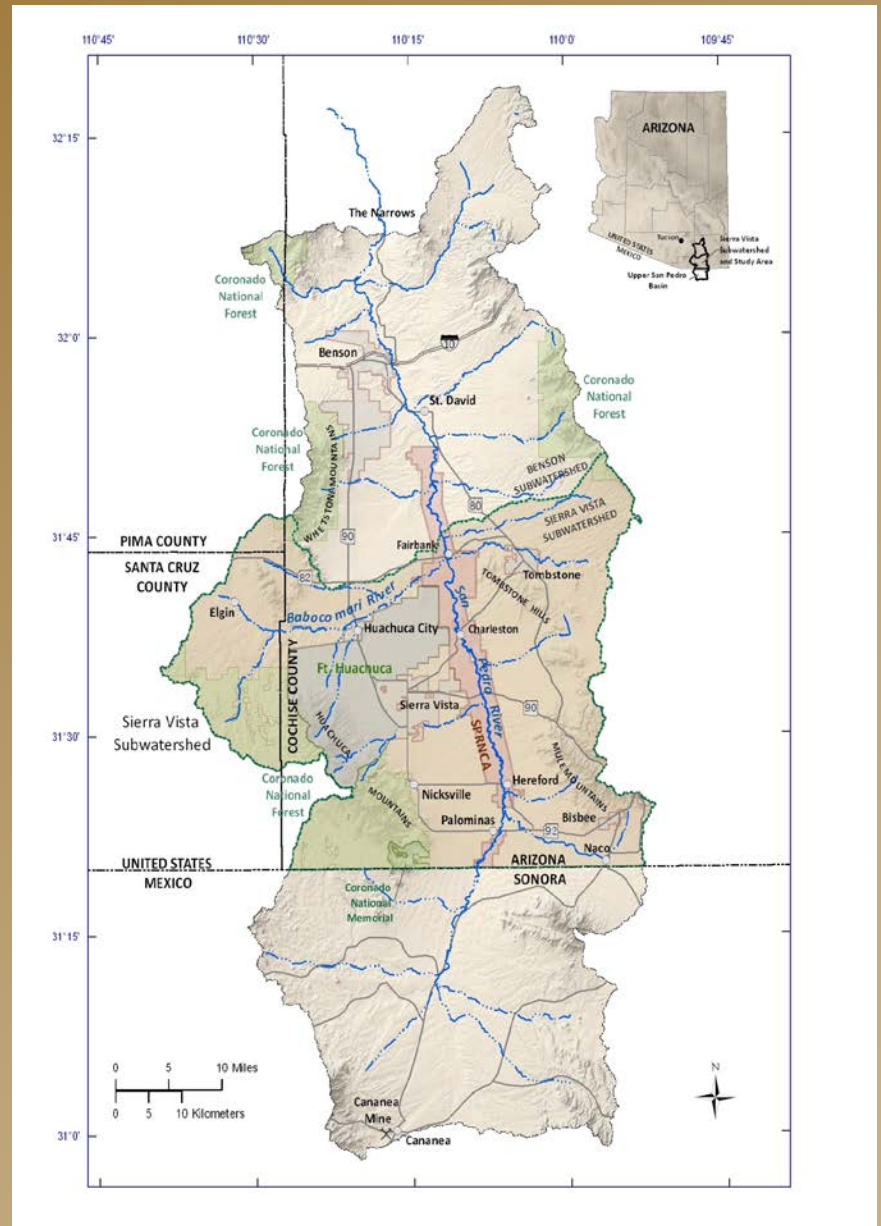 110°45'
110°30'
110°15'
110°0'
109°45'
32°15'
ARIZONA
The Narrows
Tucson
UNITED STATES
MEXICO
Sierra Vista
Subwatershed
and Study Area
Upper San Pedro
Basin
Coronado
National
Forest
32°0'
10
Benson
St. David
Coronado
National
Forest
Coronado
National
Forest
WHETSTONA MOUNTAINS
BENSON
SUBWATERSHED
80
SIERRA VISTA
SUBWATERSHED
90
31°45'
PIMA COUNTY
SANTA CRUZ
COUNTY
Fairbank
82
Tombstone
TOMBSTONE HILLS
Babocomari River
San Pedro River
Elgin
Huachuca City
Charleston
Ft. Huachuca
COCHISE COUNTY
Sierra Vista
90
Sierra Vista
Subwatershed
31°30'
HUACHUCA
MOUNTAINS
SPRNCA
MULE MOUNTAINS
Coronado
National
Forest
Hereford
Nicksville
Palominas
Bisbee
92
Naco
UNITED STATES
MEXICO
ARIZONA
SONORA
Coronado
National
Memorial
31°15'
0 5 10 Miles
0 5 10 Kilometers
N
Cananea
Mine
Cananea
31°0'